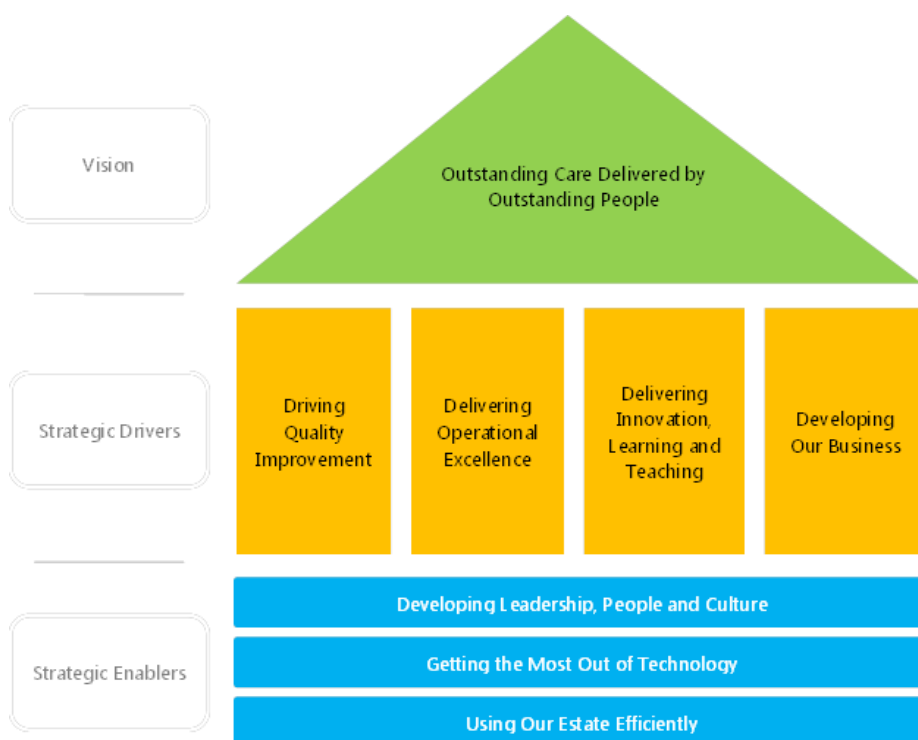 Vision
Outstanding Care Delivered by
Outstanding People
Strategic Drivers
Driving
Quality
Improvement
Delivering
Operational
Excellence
Delivering
Innovation,
Learning and
Teaching
Developing
Our Business
Strategic Enablers
Developing Leadership, People and Culture
Getting the Most Out of Technology
Using Our Estate Efficiently